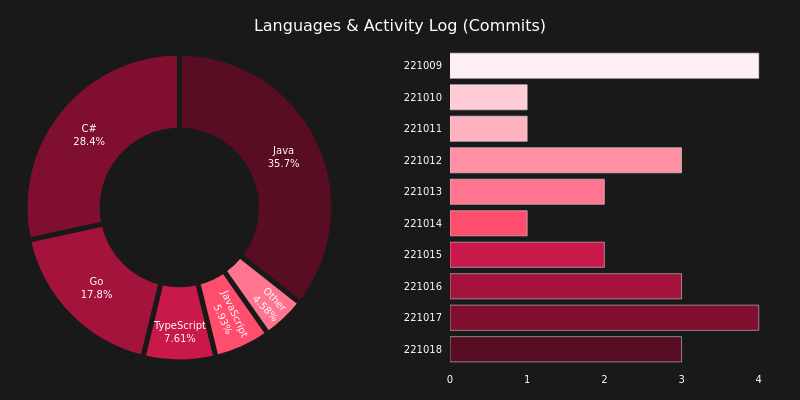 Languages & Activity Log (Commits)
Java
35.7%
C#
28.4%
Go
17.8%
TypeScript
7.61%
JavaScript
5.93%
Other
4.58%
221009
221010
221011
221012
221013
221014
221015
221016
221017
221018
0 1 2 3 4